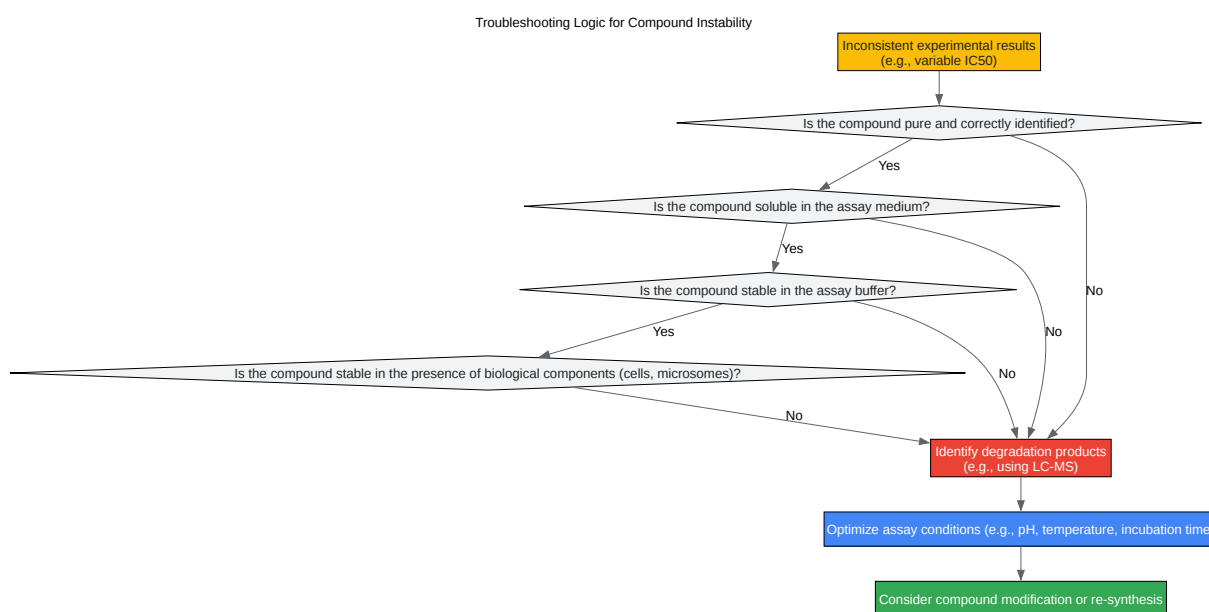 Troubleshooting Logic for Compound Instability
Inconsistent experimental results
(e.g., variable IC50)
Is the compound pure and correctly identified?
Yes
Is the compound soluble in the assay medium?
Yes
Is the compound stable in the assay buffer?
No
Yes
No
Is the compound stable in the presence of biological components (cells, microsomes)?
No
No
Identify degradation products
(e.g., using LC-MS)
Optimize assay conditions (e.g., pH, temperature, incubation time
Consider compound modification or re-synthesis